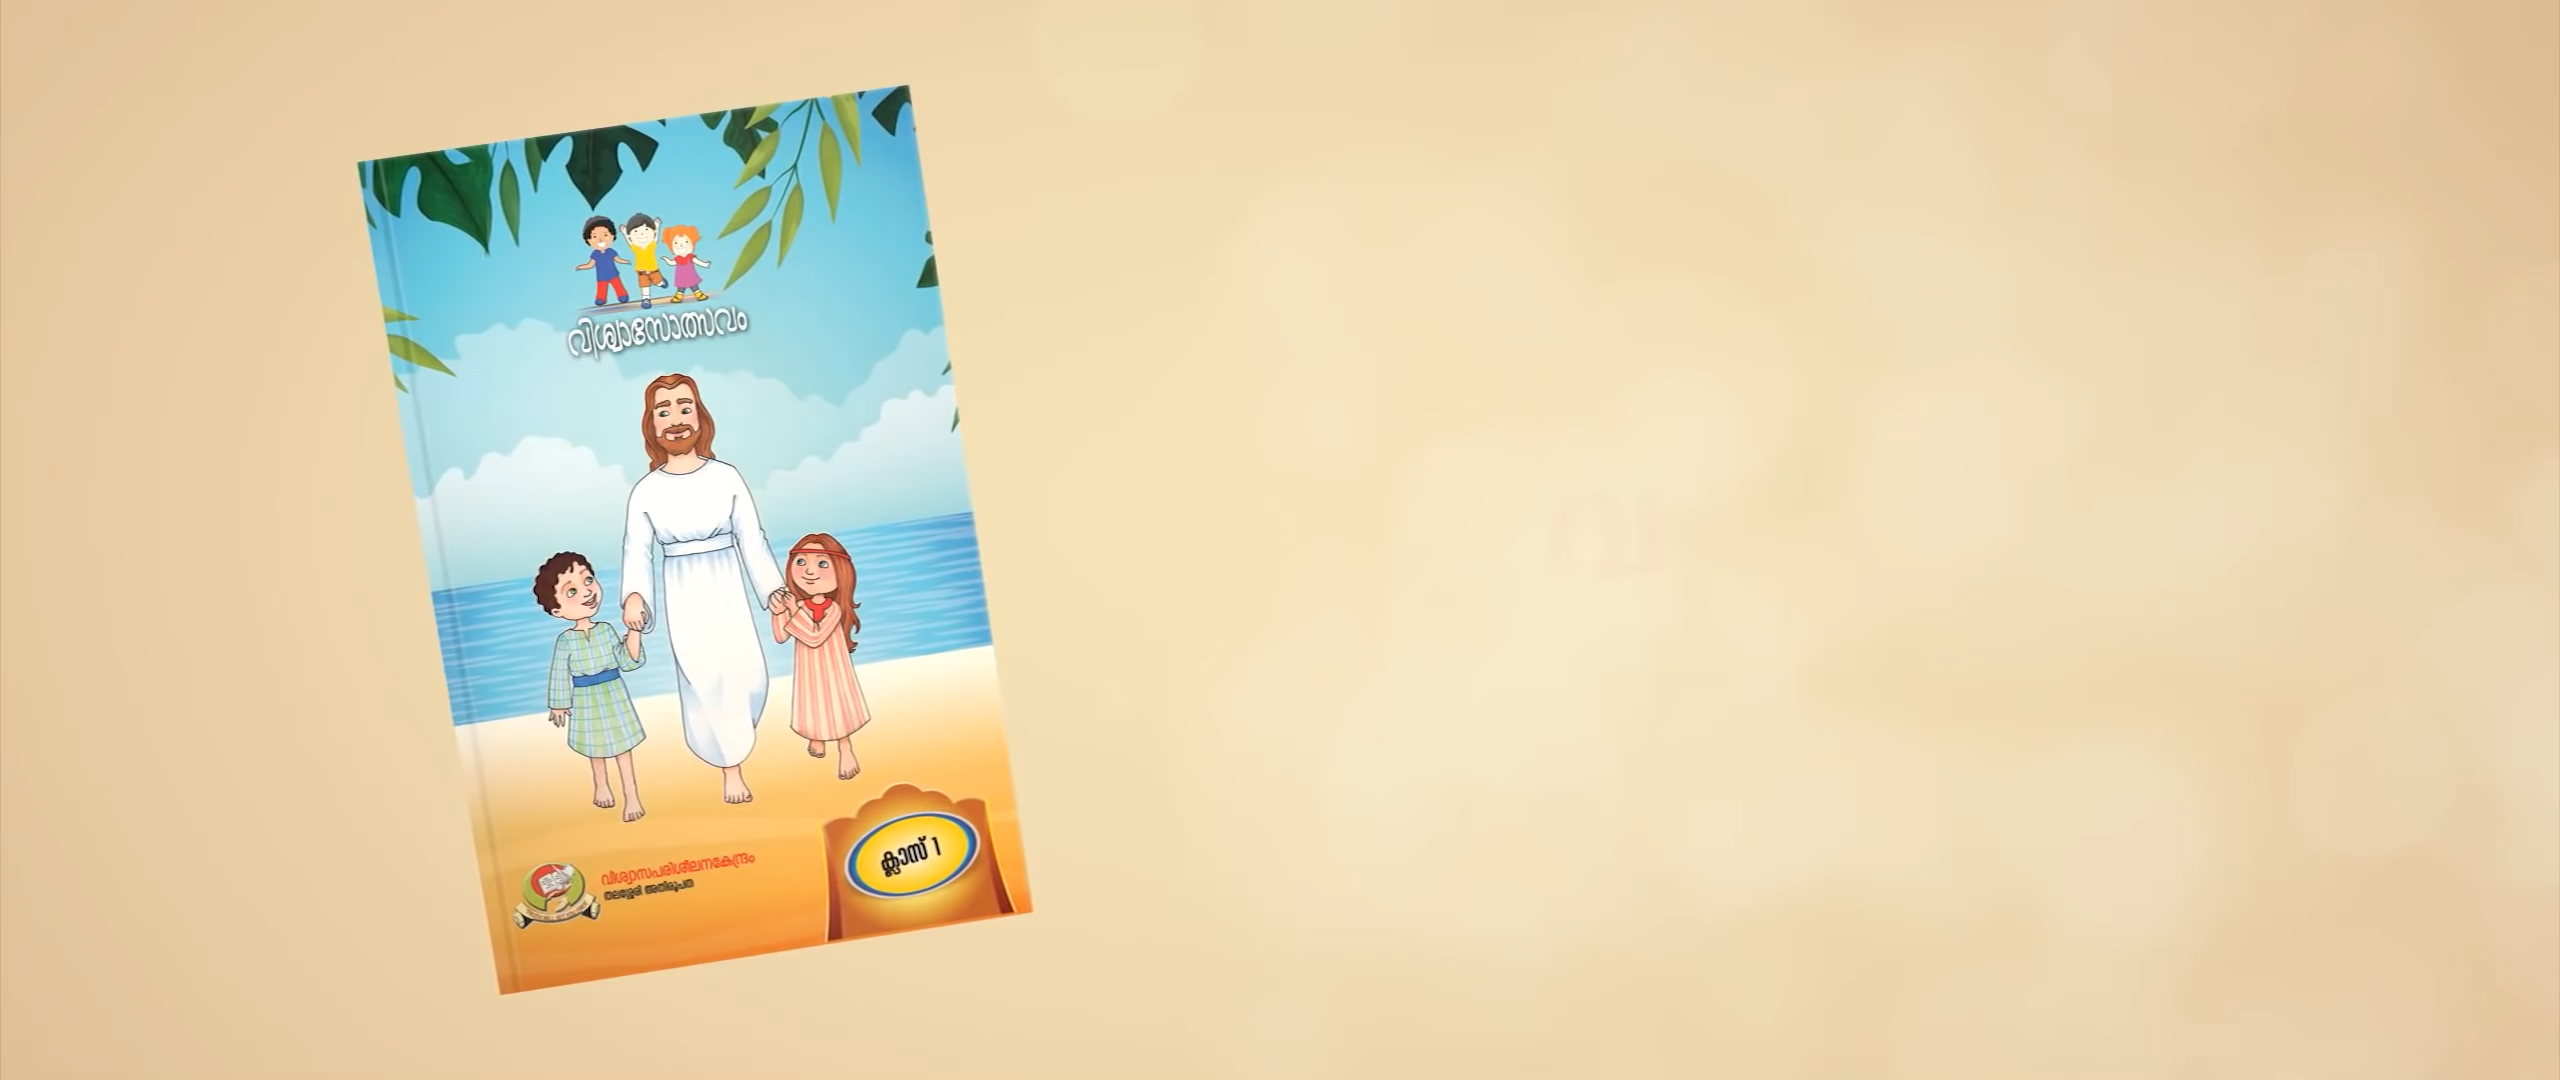 വിശ്വാസോത്സവം
വിശ്വാസപരിശീലനകേന്ദ്രം
തലശ്ശേരി അതിരൂപത
ക്ലാസ് 1